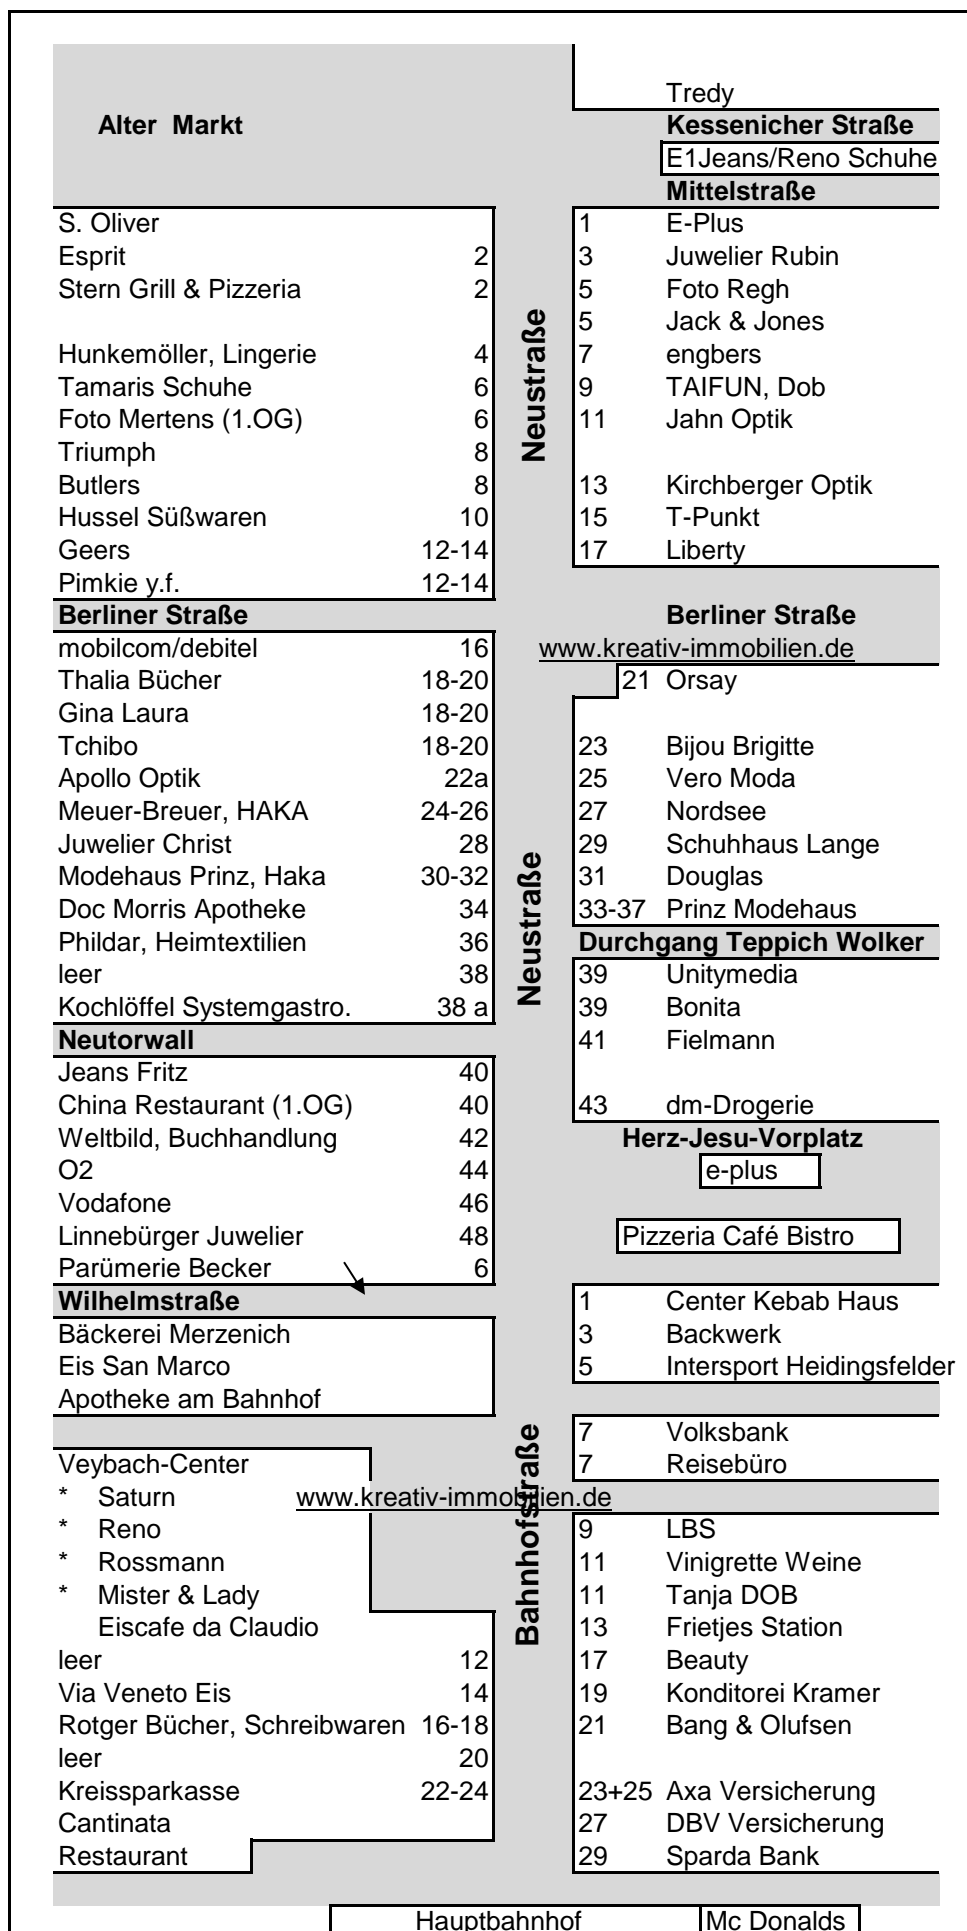 Tredy
Alter Markt Kessenicher Straße
E1Jeans/Reno Schuhe
Mittelstraße
S. Oliver 1 E-Plus
Esprit 2 3 Juwelier Rubin
Stern Grill & Pizzeria 2 5 Foto Regh
5 Jack & Jones
Hunkemöller, Lingerie 4 7 engbers
Tamaris Schuhe 6 9 TAIFUN, Dob
Foto Mertens (1.OG) 6 11 Jahn Optik
Triumph 8
Butlers 8 13 Kirchberger Optik
Hussel Süßwaren 10 15 T-Punkt
Geers 12-14 17 Liberty
Pimkie y.f. 12-14
Neustraße
Berliner Straße Berliner Straße
mobilcom/debitel 16 www.kreativ-immobilien.de
Thalia Bücher 18-20 21 Orsay
Gina Laura 18-20
Tchibo 18-20 23 Bijou Brigitte
Apollo Optik 22a 25 Vero Moda
Meuer-Breuer, HAKA 24-26 27 Nordsee
Juwelier Christ 28 29 Schuhhaus Lange
Modehaus Prinz, Haka 30-32 31 Douglas
Doc Morris Apotheke 34 33-37 Prinz Modehaus
Phildar, Heimtextilien 36 Durchgang Teppich Wolker
leer 38 39 Unitymedia
Kochlöffel Systemgastro. 38 a 39 Bonita
Neustraße
Neutorwall 41 Fielmann
Jeans Fritz 40
China Restaurant (1.OG) 40 43 dm-Drogerie
Weltbild, Buchhandlung 42 Herz-Jesu-Vorplatz
O2 44 e-plus
Vodafone 46
Linnebürger Juwelier 48 Pizzeria Café Bistro
Parümerie Becker 6
Wilhelmstraße 1 Center Kebab Haus
Bäckerei Merzenich 3 Backwerk
Eis San Marco 5 Intersport Heidingsfelder
Apotheke am Bahnhof
7 Volksbank
Veybach-Center 7 Reisebüro
* Saturn www.kreativ-immobilien.de
* Reno 9 LBS
* Rossmann 11 Vinigrette Weine
* Mister & Lady 11 Tanja DOB
Eiscafe da Claudio 13 Frietjes Station
Bahnhofstraße
leer 12 17 Beauty
Via Veneto Eis 14 19 Konditorei Kramer
Rotger Bücher, Schreibwaren 16-18 21 Bang & Olufsen
leer 20
Kreissparkasse 22-24 23+25 Axa Versicherung
Cantinata 27 DBV Versicherung
Restaurant 29 Sparda Bank
Hauptbahnhof Mc Donalds